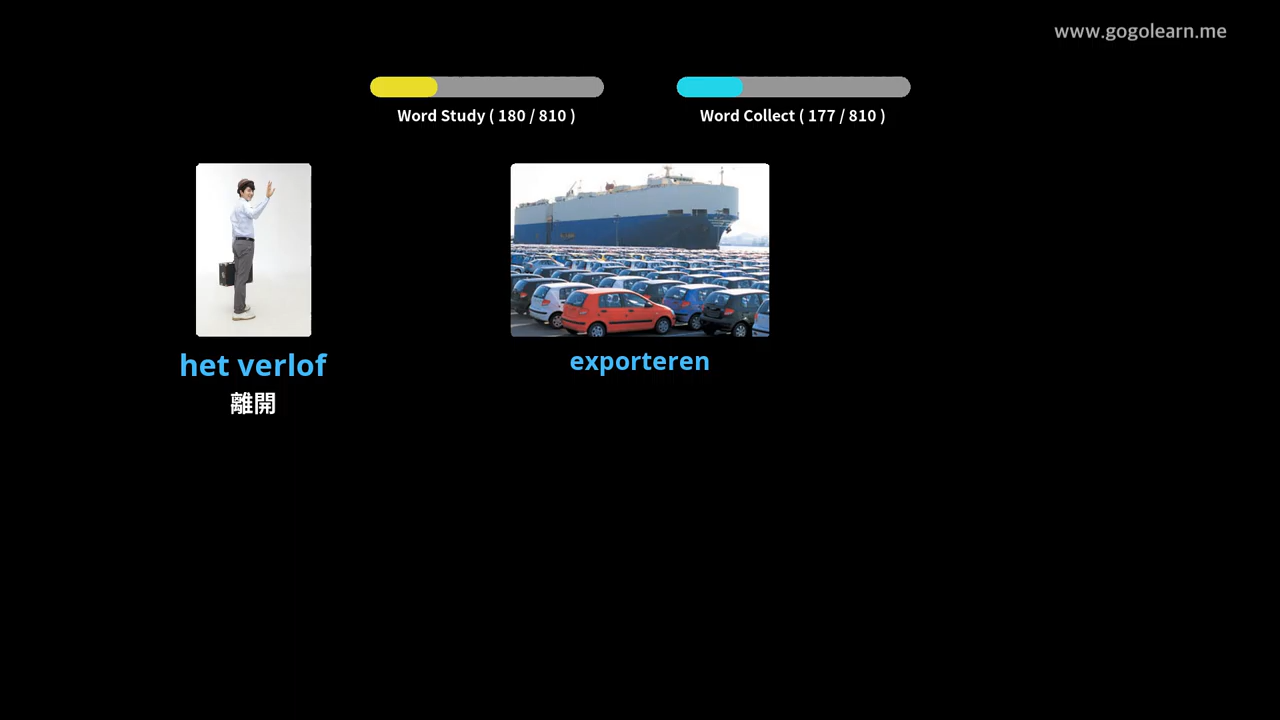 www.gogolearn.me
Word Study ( 180 / 810 )
Word Collect ( 177 / 810 )
het verlof
離開
exporteren